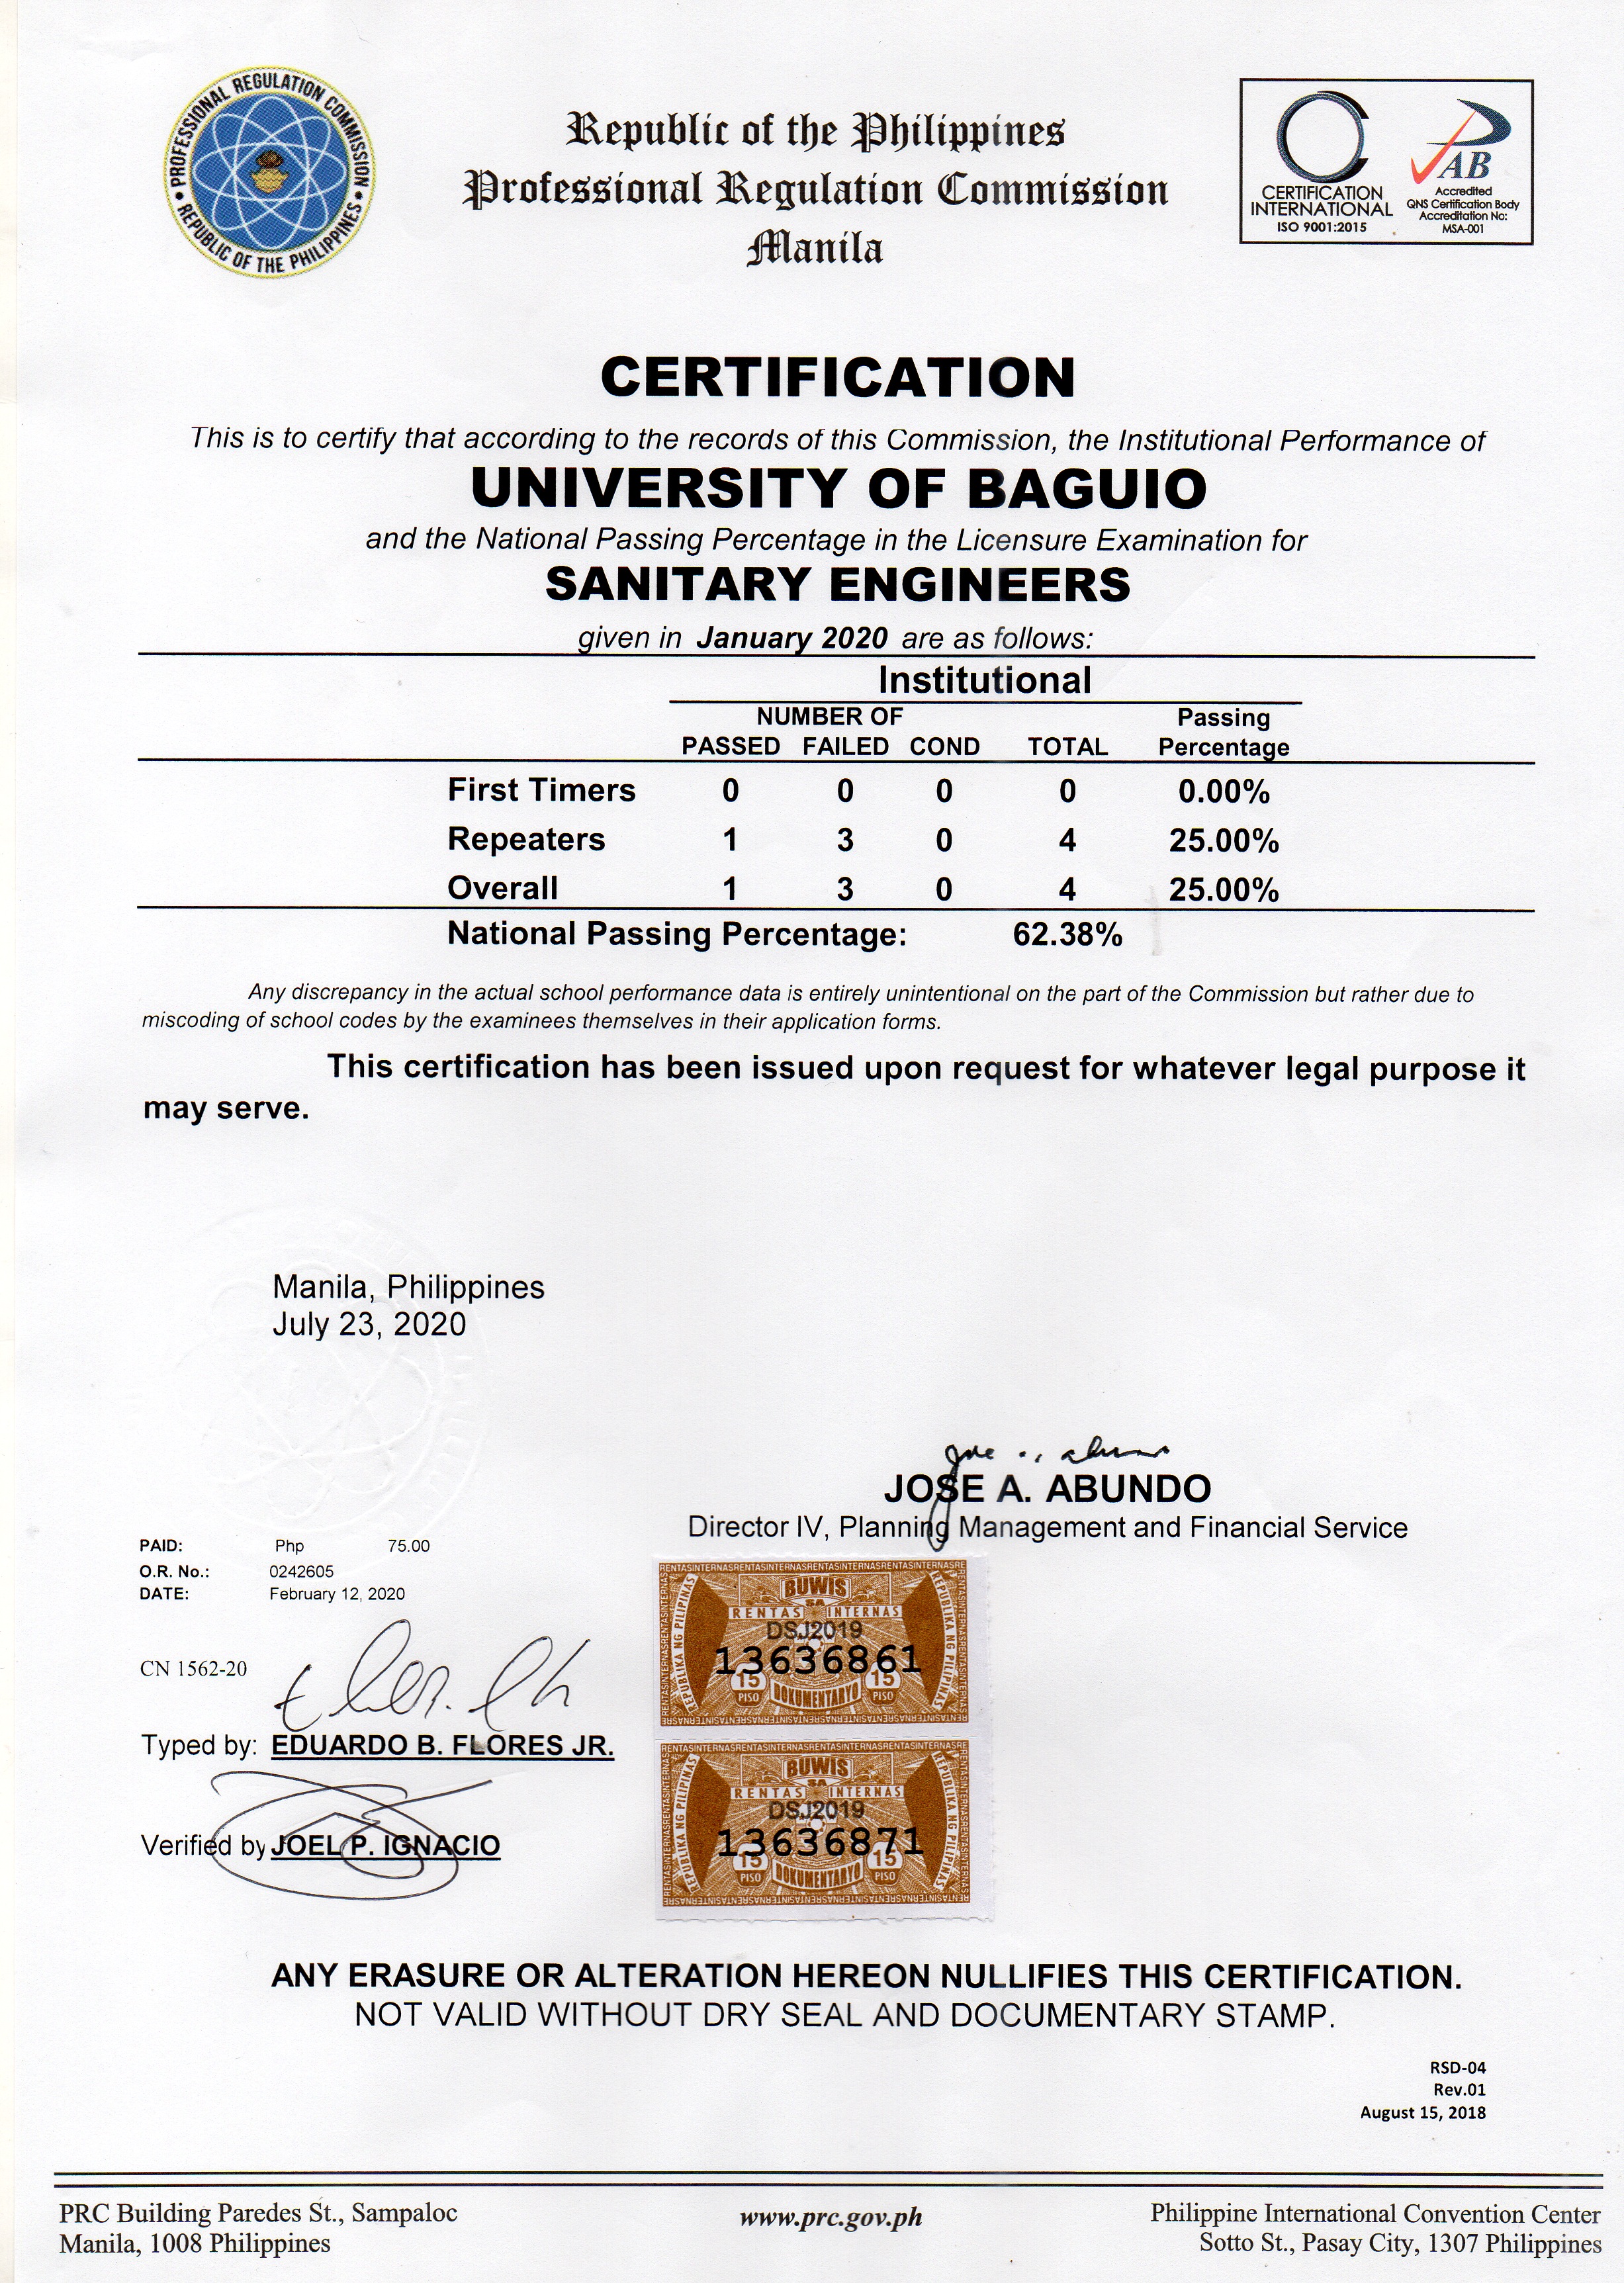 PROFESSIONAL REGULATION COMMISSION
REPUBLIC OF THE PHILIPPINES
Republic of the Philippines
Professional Regulation Commission
Manila
CERTIFICATION
INTERNATIONAL
ISO 9001:2015
AB
Accredited
QNS Certification Body
Accreditation No:
MSA-001
CERTIFICATION
This is to certify that according to the records of this Commission, the Institutional Performance of
UNIVERSITY OF BAGUIO
and the National Passing Percentage in the Licensure Examination for
SANITARY ENGINEERS
given in January 2020 are as follows:
Institutional
NUMBER OF Passing
PASSED FAILED COND TOTAL Percentage
First Timers 0 0 0 0 0.00%
Repeaters 1 3 0 4 25.00%
Overall 1 3 0 4 25.00%
National Passing Percentage: 62.38%
Any discrepancy in the actual school performance data is entirely unintentional on the part of the Commission but rather due to
miscoding of school codes by the examinees themselves in their application forms.
This certification has been issued upon request for whatever legal purpose it
may serve.
Manila, Philippines
July 23, 2020
JOSE A. ABUNDO
Director IV, Planning Management and Financial Service
PAID: Php 75.00
O.R. No.: 0242605
DATE: February 12, 2020
CN 1562-20
Typed by: EDUARDO B. FLORES JR.
Verified by JOEL P. IGNACIO
BUWIS
SA
RENTAS INTERNAS
REPUBLIKA NG PILIPINAS
REPUBLIKA NG PILIPINAS
DSJ2019
13636861
15 PISO
DOKUMENTARYO
15 PISO
BUWIS
SA
RENTAS INTERNAS
REPUBLIKA NG PILIPINAS
REPUBLIKA NG PILIPINAS
DSJ2019
13636871
15 PISO
DOKUMENTARYO
15 PISO
ANY ERASURE OR ALTERATION HEREON NULLIFIES THIS CERTIFICATION.
NOT VALID WITHOUT DRY SEAL AND DOCUMENTARY STAMP.
RSD-04
Rev.01
August 15, 2018
PRC Building Paredes St., Sampaloc
Manila, 1008 Philippines
www.prc.gov.ph
Philippine International Convention Center
Sotto St., Pasay City, 1307 Philippines